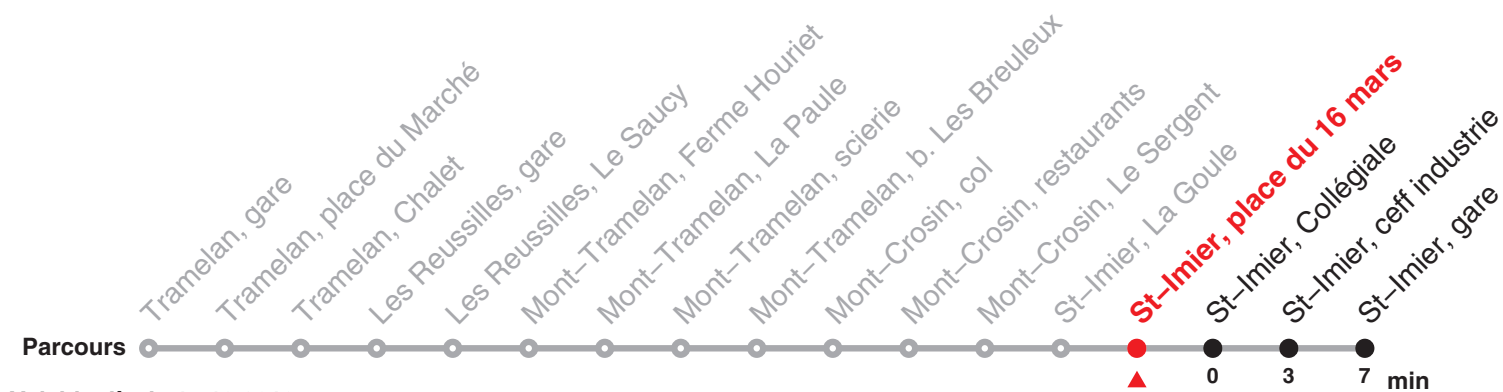 Tramelan, gare
Tramelan, place du Marché
Tramelan, Chalet
Les Reussilles, gare
Les Reussilles, Le Saucy
Mont–Tramelan, Ferme Houriet
Mont–Tramelan, La Paule
Mont–Tramelan, scierie
Mont–Tramelan, b. Les Breuleux
Mont–Crosin, col
Mont–Crosin, restaurants
Mont–Crosin, Le Sergent
St–Imier, La Goule
St–Imier, place du 16 mars
St–Imier, Collégiale
St–Imier, ceff industrie
St–Imier, gare
Parcours
0 3 7 min